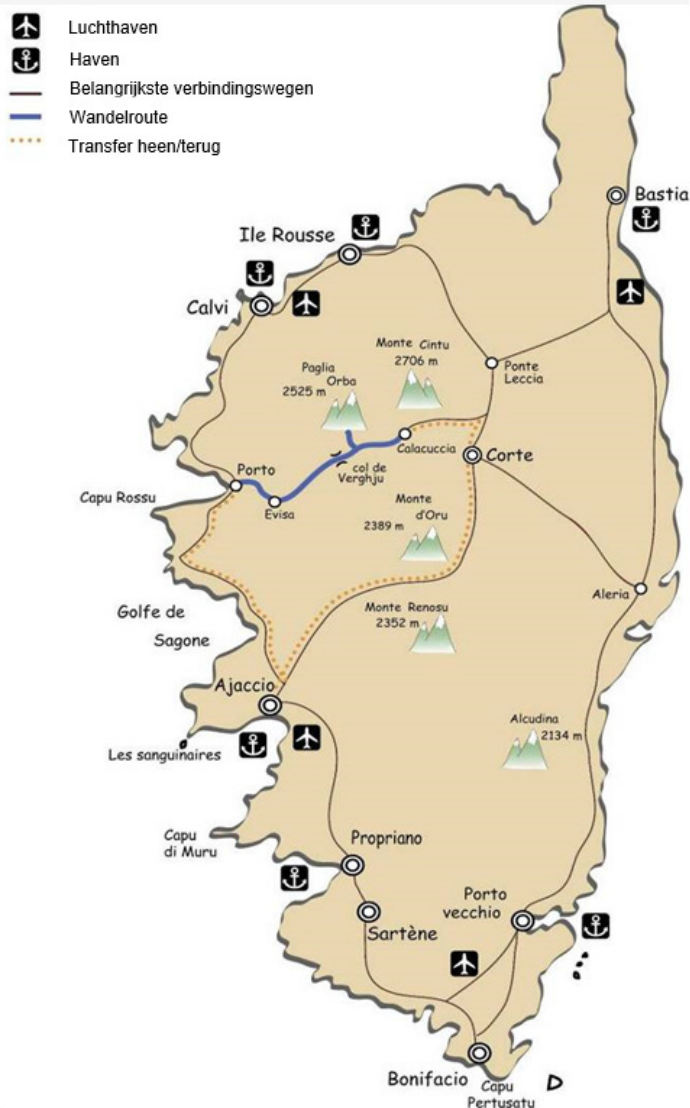 Luchthaven
Haven
Belangrijkste verbindingswegen
Wandelroute
Transfer heen/terug
Bastia
Ile Rousse
Calvi
Monte Cintu
2706 m
Paglia
Orba
2525 m
Ponte
Leccia
Calacuccia
Corte
Porto
col de
Verghju
Capu Rossu
Evisa
Monte
d'Oru
2389 m
Aleria
Golfe de
Sagone
Monte Renosu
2352 m
Ajaccio
Les sanguinaires
Alcudina
2134 m
Capu
di Muru
Propriano
Porto
vecchio
Sartène
Bonifacio
Capu
Pertusatu